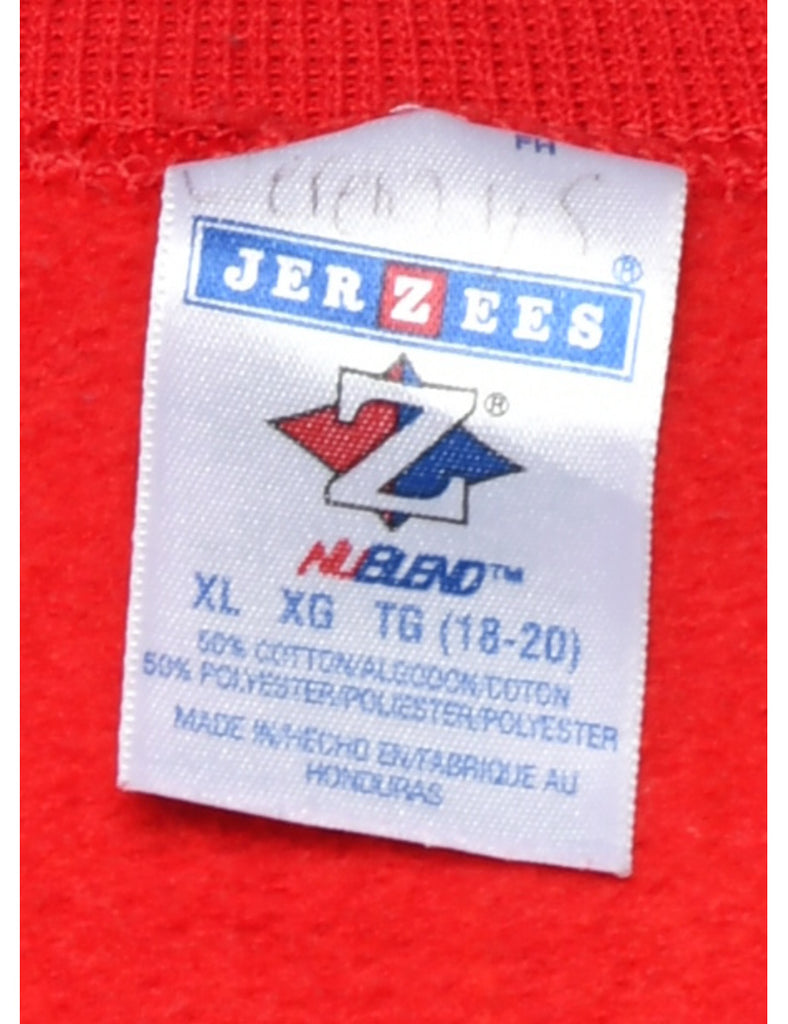 FH
JERZEES®
Z®
NUBLEND™
XL XG TG (18-20)
50% COTTON/ALGODON/COTON
50% POLYESTER/POLIESTER/POLYESTER
MADE IN/HECHO EN/FABRIQUE AU
HONDURAS